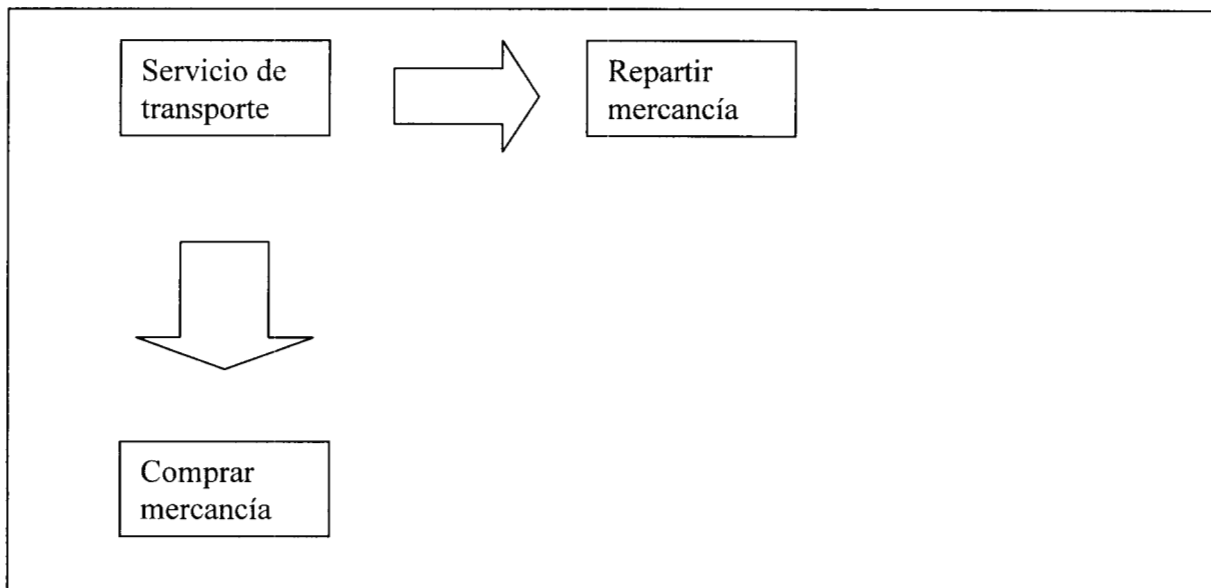 Servicio de
transporte
Repartir
mercancía
Comprar
mercancía